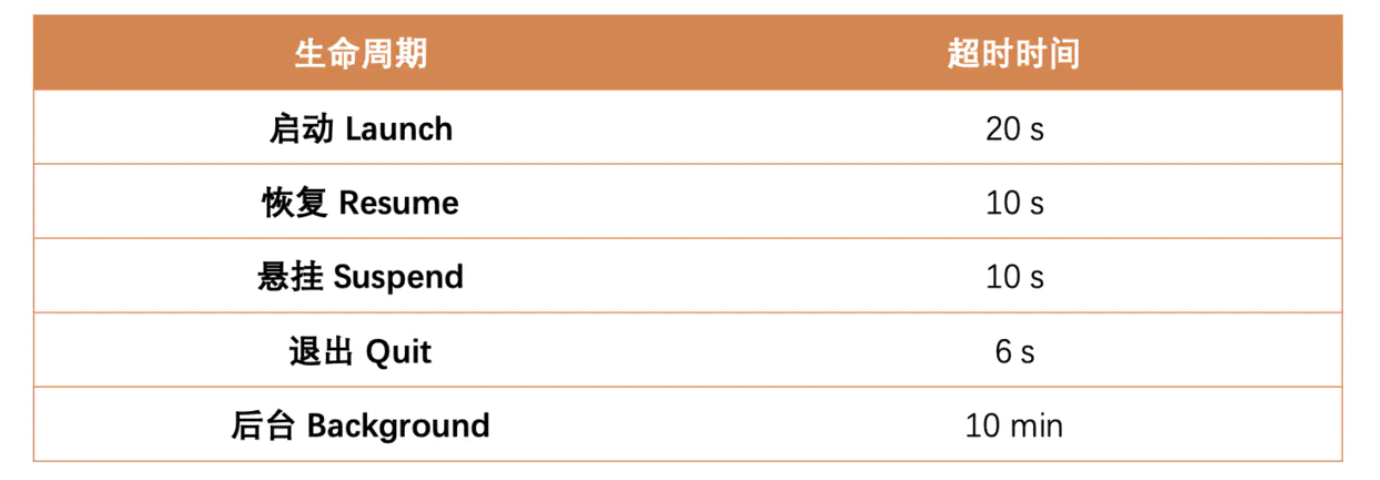 生命周期 超时时间
启动 Launch 20 s
恢复 Resume 10 s
悬挂 Suspend 10 s
退出 Quit 6 s
后台 Background 10 min